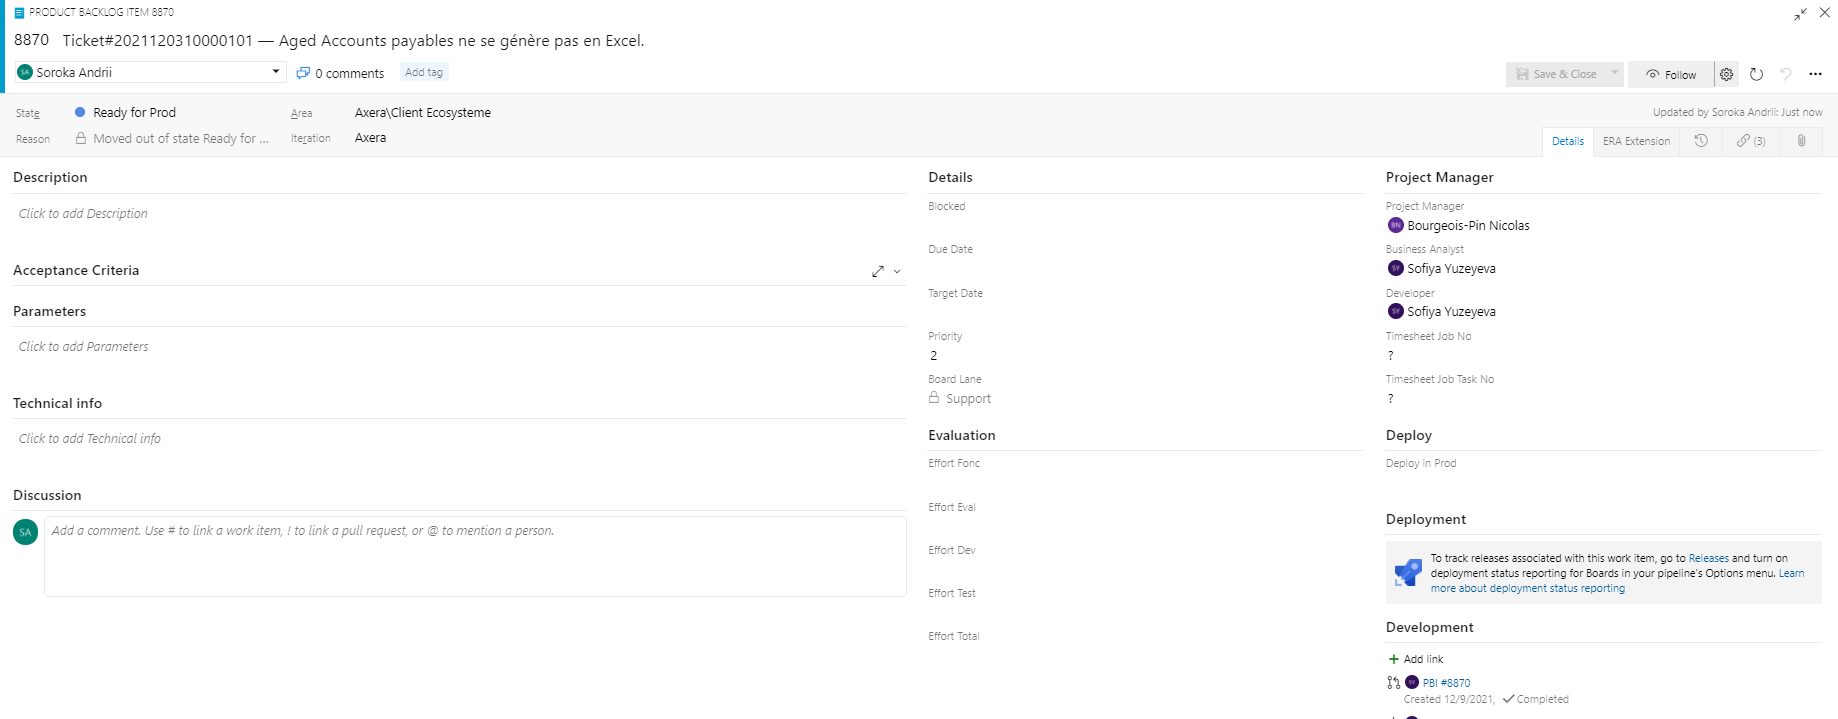 PRODUCT BACKLOG ITEM 8870
8870 Ticket#2021120310000101 — Aged Accounts payables ne se génère pas en Excel.
SA Soroka Andrii
0 comments
Add tag
Save & Close
Follow
State
Ready for Prod
Area
Axera\Client Ecosysteme
Updated by Soroka Andrii: Just now
Reason
Moved out of state Ready for ...
Iteration
Axera
Details
ERA Extension
(3)
Description
Click to add Description
Acceptance Criteria
Parameters
Click to add Parameters
Technical info
Click to add Technical info
Discussion
SA
Add a comment. Use # to link a work item, ! to link a pull request, or @ to mention a person.
Details
Blocked
Due Date
Target Date
Priority
2
Board Lane
Support
Evaluation
Effort Fonc
Effort Eval
Effort Dev
Effort Test
Effort Total
Project Manager
Project Manager
BN Bourgeois-Pin Nicolas
Business Analyst
SY Sofiya Yuzeyeva
Developer
SY Sofiya Yuzeyeva
Timesheet Job No
?
Timesheet Job Task No
?
Deploy
Deploy in Prod
Deployment
To track releases associated with this work item, go to Releases and turn on
deployment status reporting for Boards in your pipeline's Options menu. Learn
more about deployment status reporting
Development
Add link
SY PBI #8870
Created 12/9/2021, Completed